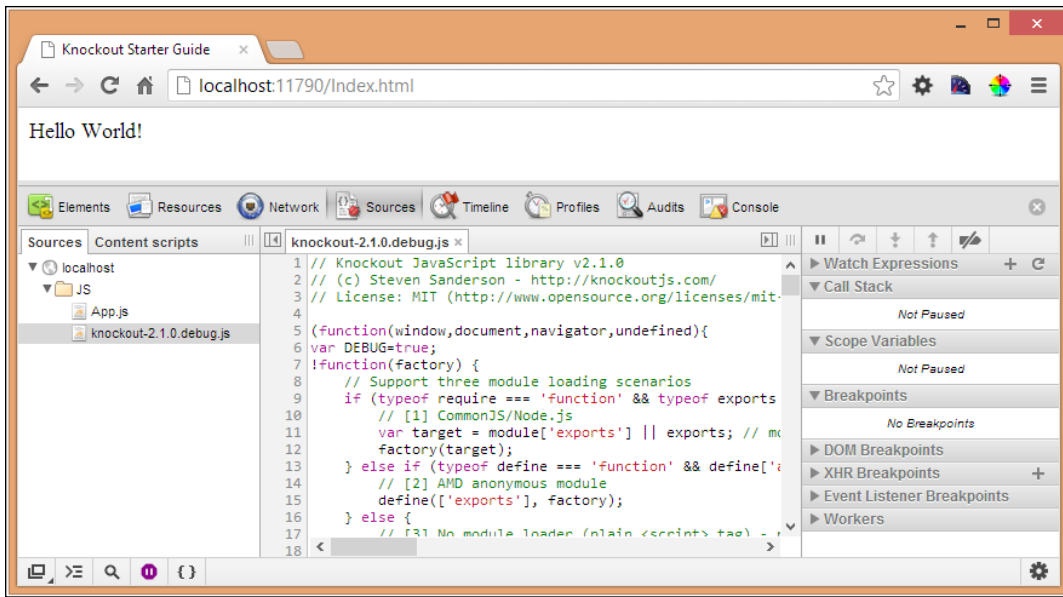 Knockout Starter Guide
localhost:11790/Index.html
Hello World!
Elements Resources Network Sources Timeline Profiles Audits Console
Sources Content scripts
localhost
JS
App.js
knockout-2.1.0.debug.js
knockout-2.1.0.debug.js ×
1 // Knockout JavaScript library v2.1.0
2 // (c) Steven Sanderson - http://knockoutjs.com/
3 // License: MIT (http://www.opensource.org/licenses/mit-
4
5 (function(window,document,navigator,undefined){
6 var DEBUG=true;
7 !function(factory) {
8 // Support three module loading scenarios
9 if (typeof require === 'function' && typeof exports
10 // [1] CommonJS/Node.js
11 var target = module['exports'] || exports; // mo
12 factory(target);
13 } else if (typeof define === 'function' && define['a
14 // [2] AMD anonymous module
15 define(['exports'], factory);
16 } else {
17 // [3] No module loader (plain <script> tag) -
18
Watch Expressions
Call Stack
Not Paused
Scope Variables
Not Paused
Breakpoints
No Breakpoints
DOM Breakpoints
XHR Breakpoints
Event Listener Breakpoints
Workers